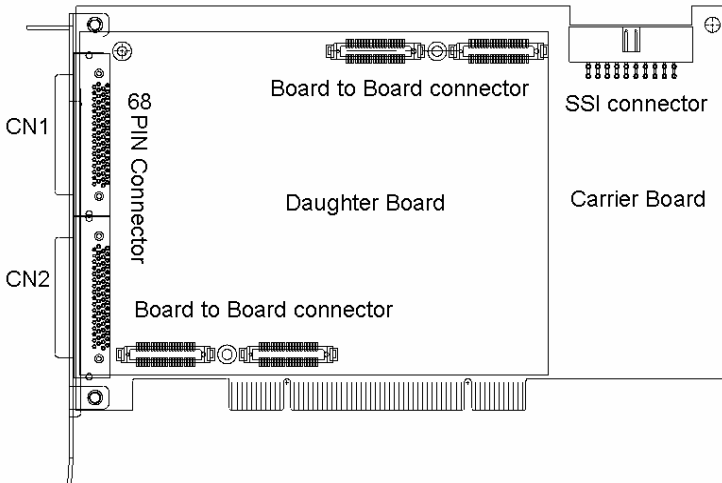 Board to Board connector
SSI connector
CN1
68 PIN Connector
Daughter Board
Carrier Board
CN2
Board to Board connector